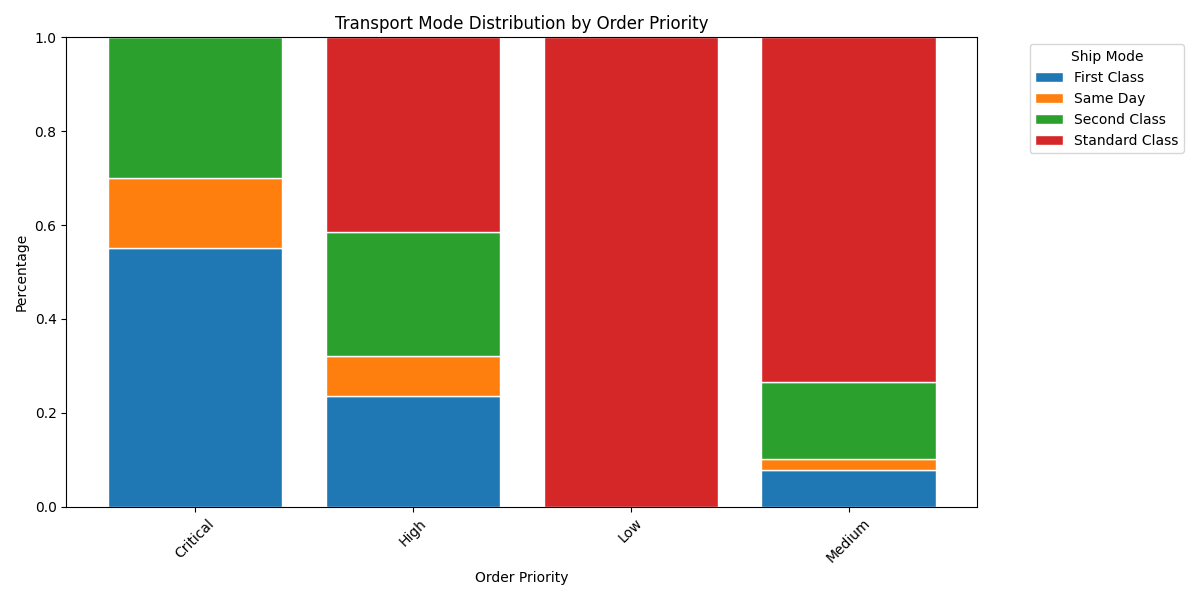 Transport Mode Distribution by Order Priority
Percentage
1.0
0.8
0.6
0.4
0.2
0.0
Critical
High
Low
Medium
Order Priority
Ship Mode
First Class
Same Day
Second Class
Standard Class